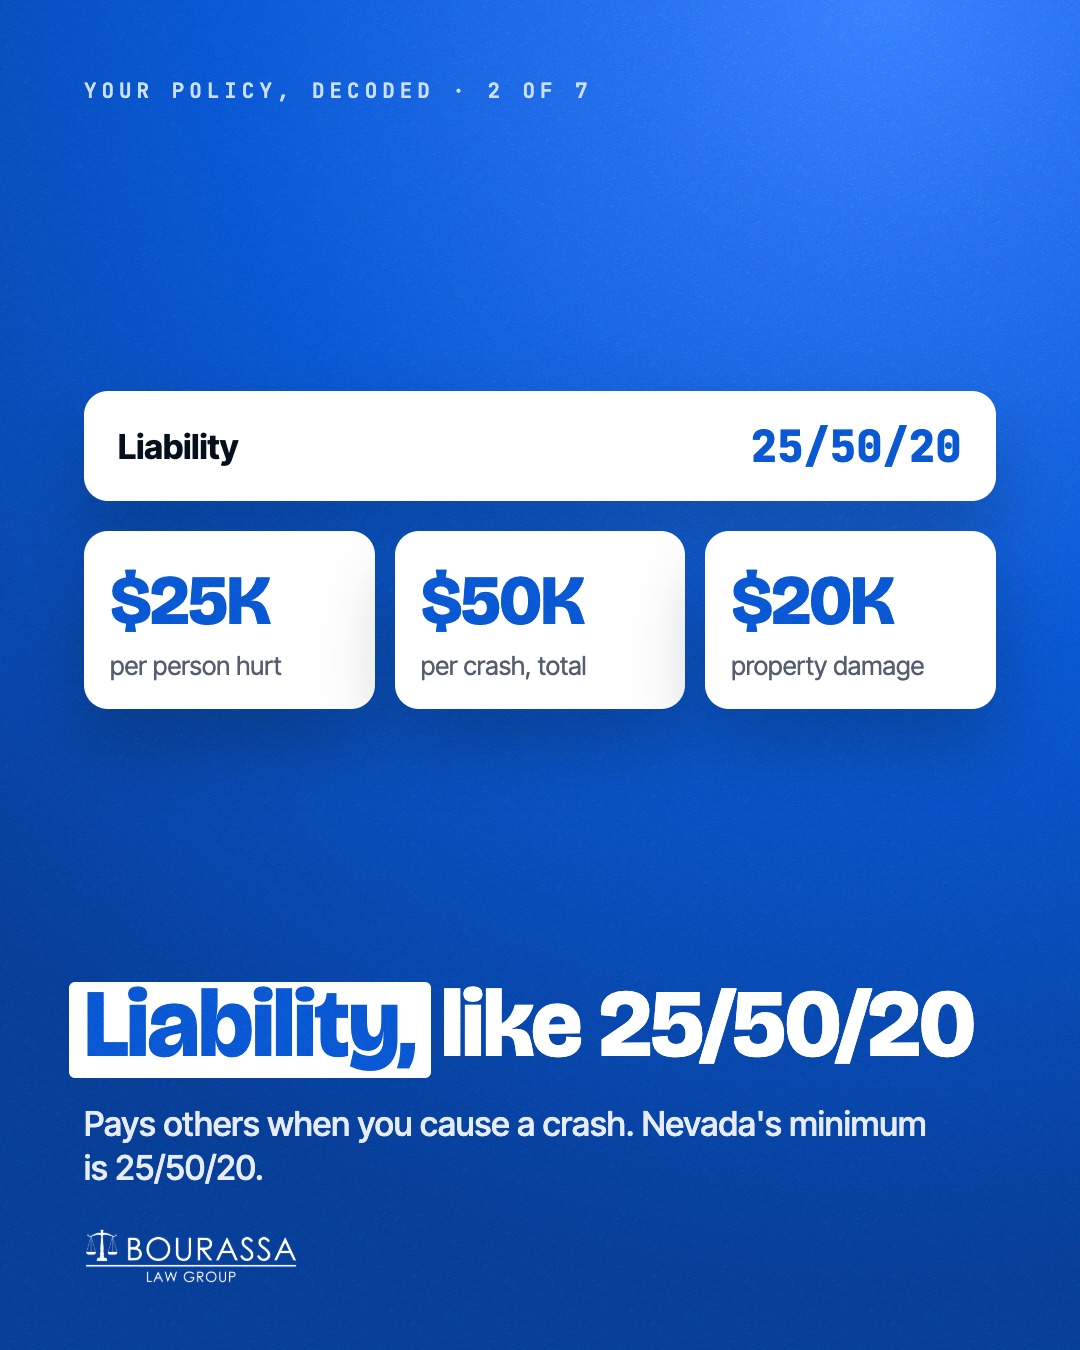 YOUR POLICY, DECODED · 2 OF 7
Liability 25/50/20
$25K $50K $20K
per person hurt per crash, total property damage
Liability, like 25/50/20
Pays others when you cause a crash. Nevada's minimum
is 25/50/20.
BOURASSA
LAW GROUP